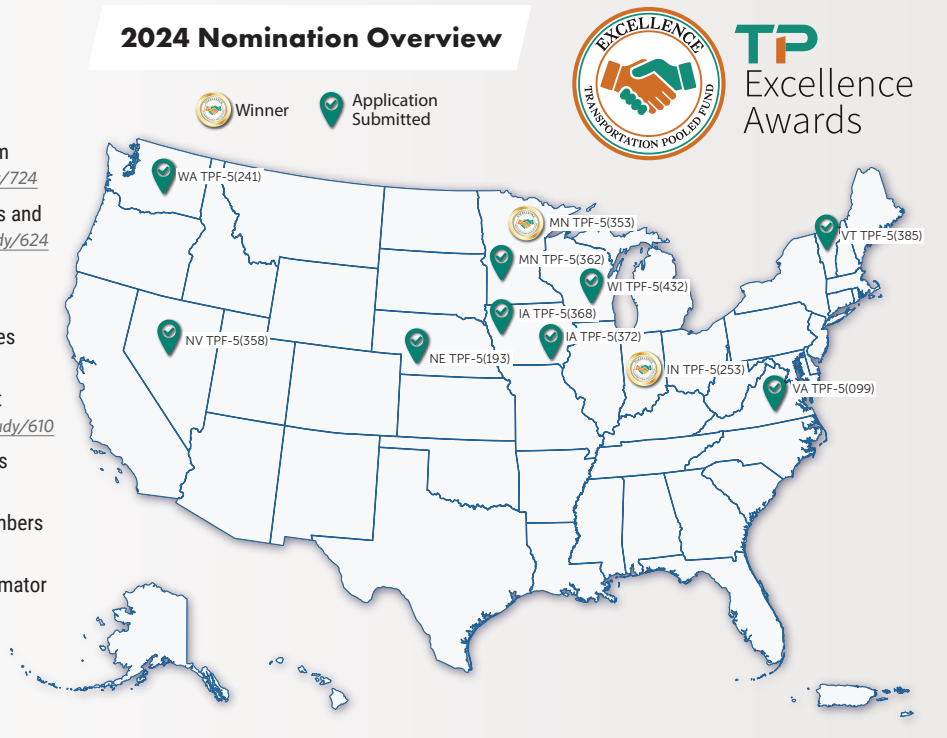 2024 Nomination Overview
EXCELLENCE
TRANSPORTATION POOLED FUND
TP
Excellence
Awards
Winner
Application
Submitted
m
/724
s and
dy/624
es
t
udy/610
s
nbers
mator
WA TPF-5(241)
MN TPF-5(353)
VT TPF-5(385)
MN TPF-5(362)
WI TPF-5(432)
IA TPF-5(368)
IA TPF-5(372)
NV TPF-5(358)
NE TPF-5(193)
IN TPF-5(253)
VA TPF-5(099)